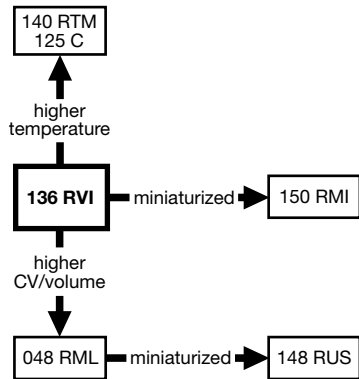 140 RTM
125 C
higher
temperature
136 RVI
miniaturized
150 RMI
higher
CV/volume
048 RML
miniaturized
148 RUS